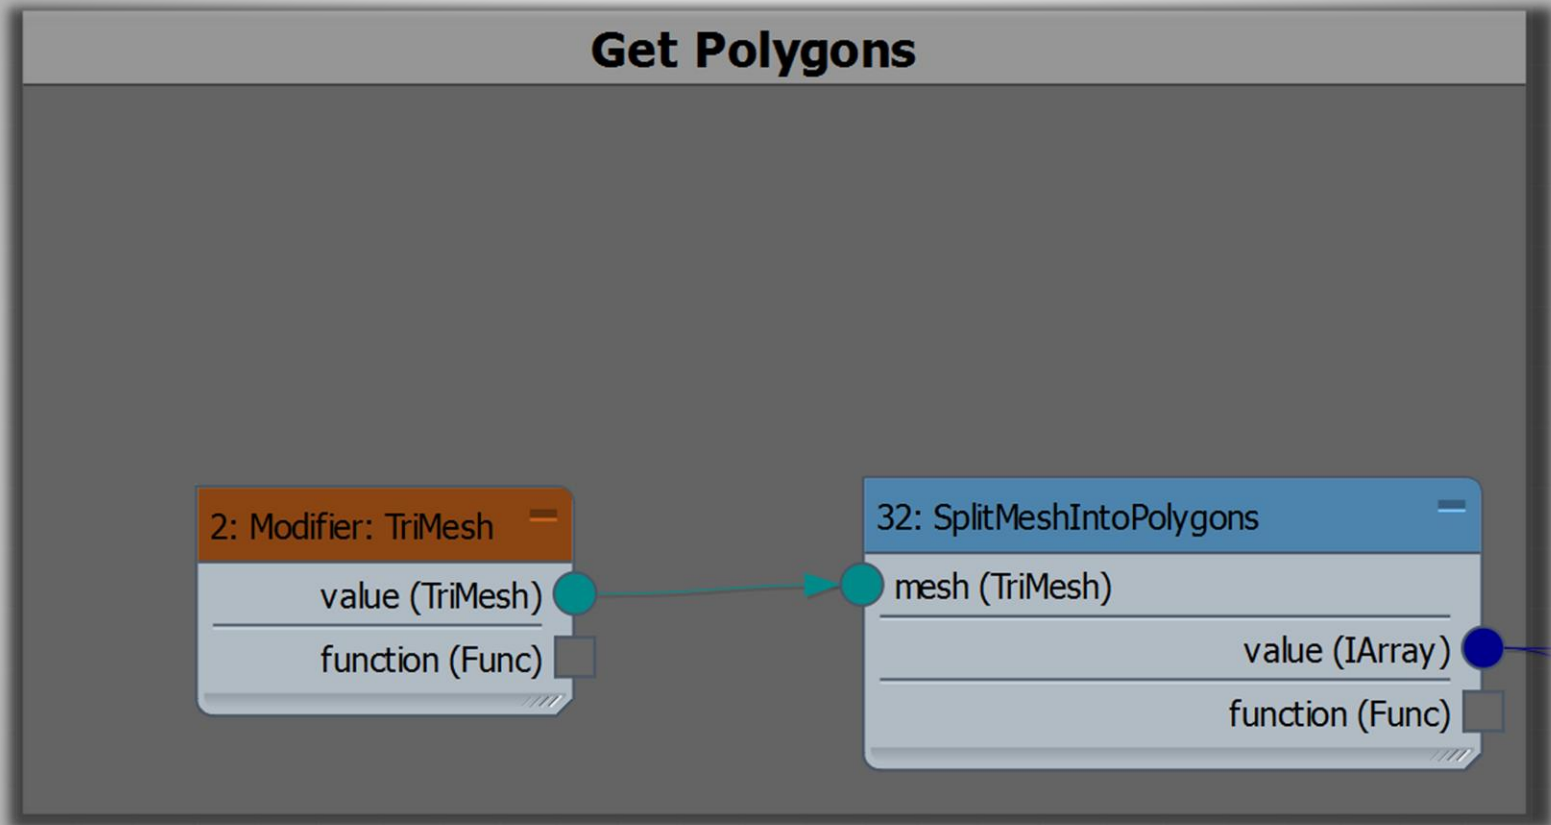 Get Polygons
2: Modifier: TriMesh
value (TriMesh)
function (Func)
32: SplitMeshIntoPolygons
mesh (TriMesh)
value (IArray)
function (Func)